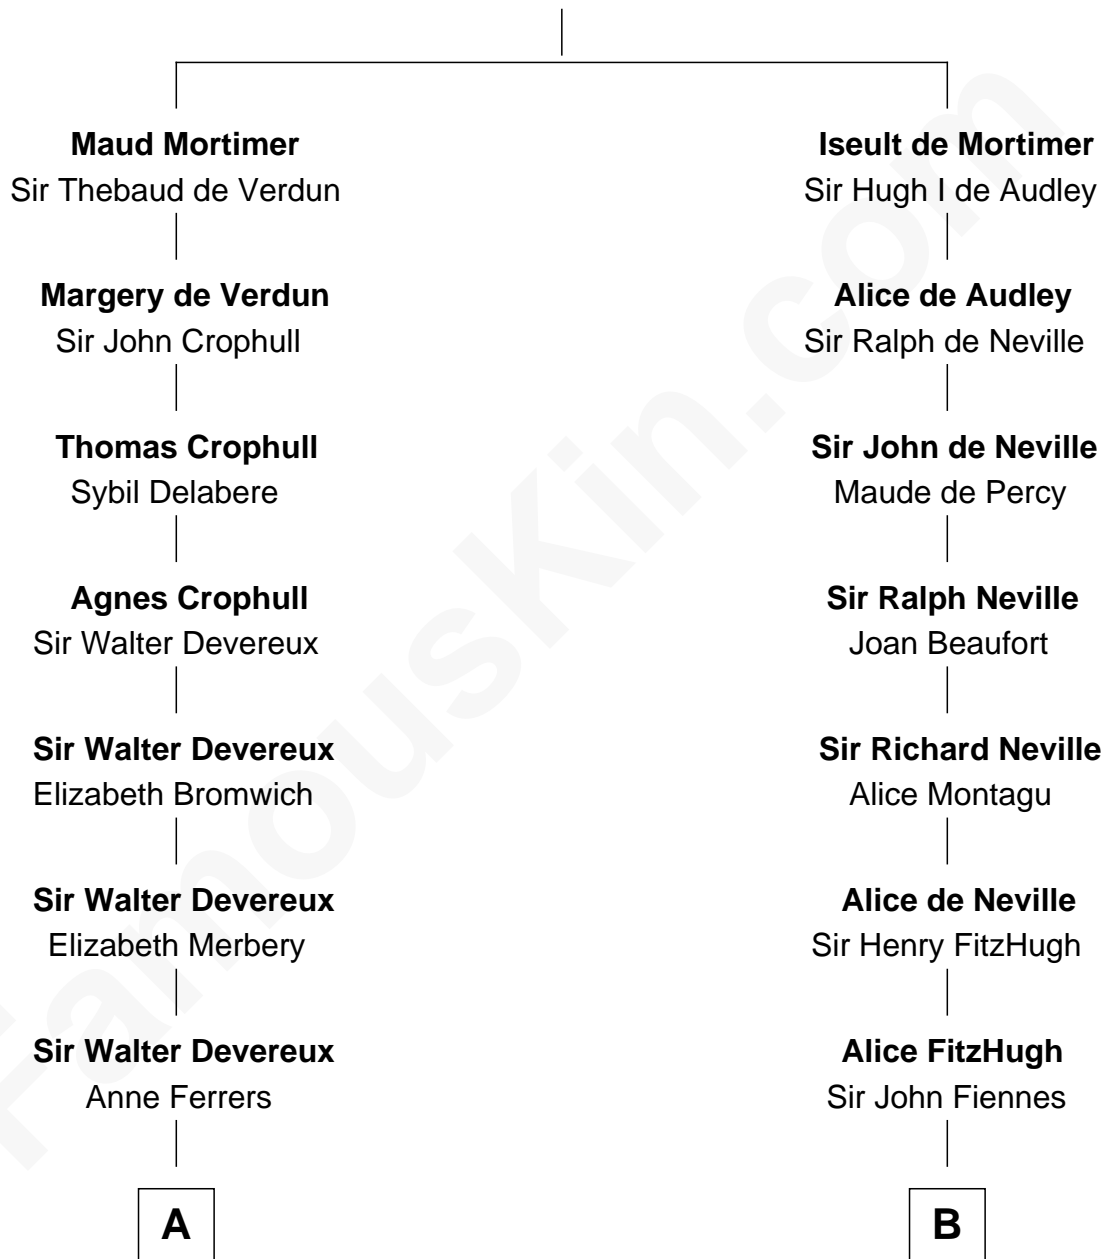 Maud Mortimer
Sir Thebaud de Verdun
Margery de Verdun
Sir John Crophull
Thomas Crophull
Sybil Delabere
Agnes Crophull
Sir Walter Devereux
Sir Walter Devereux
Elizabeth Bromwich
Sir Walter Devereux
Elizabeth Merbery
Sir Walter Devereux
Anne Ferrers
A
Iseult de Mortimer
Sir Hugh I de Audley
Alice de Audley
Sir Ralph de Neville
Sir John de Neville
Maude de Percy
Sir Ralph Neville
Joan Beaufort
Sir Richard Neville
Alice Montagu
Alice de Neville
Sir Henry FitzHugh
Alice FitzHugh
Sir John Fiennes
B
FamousKin.com